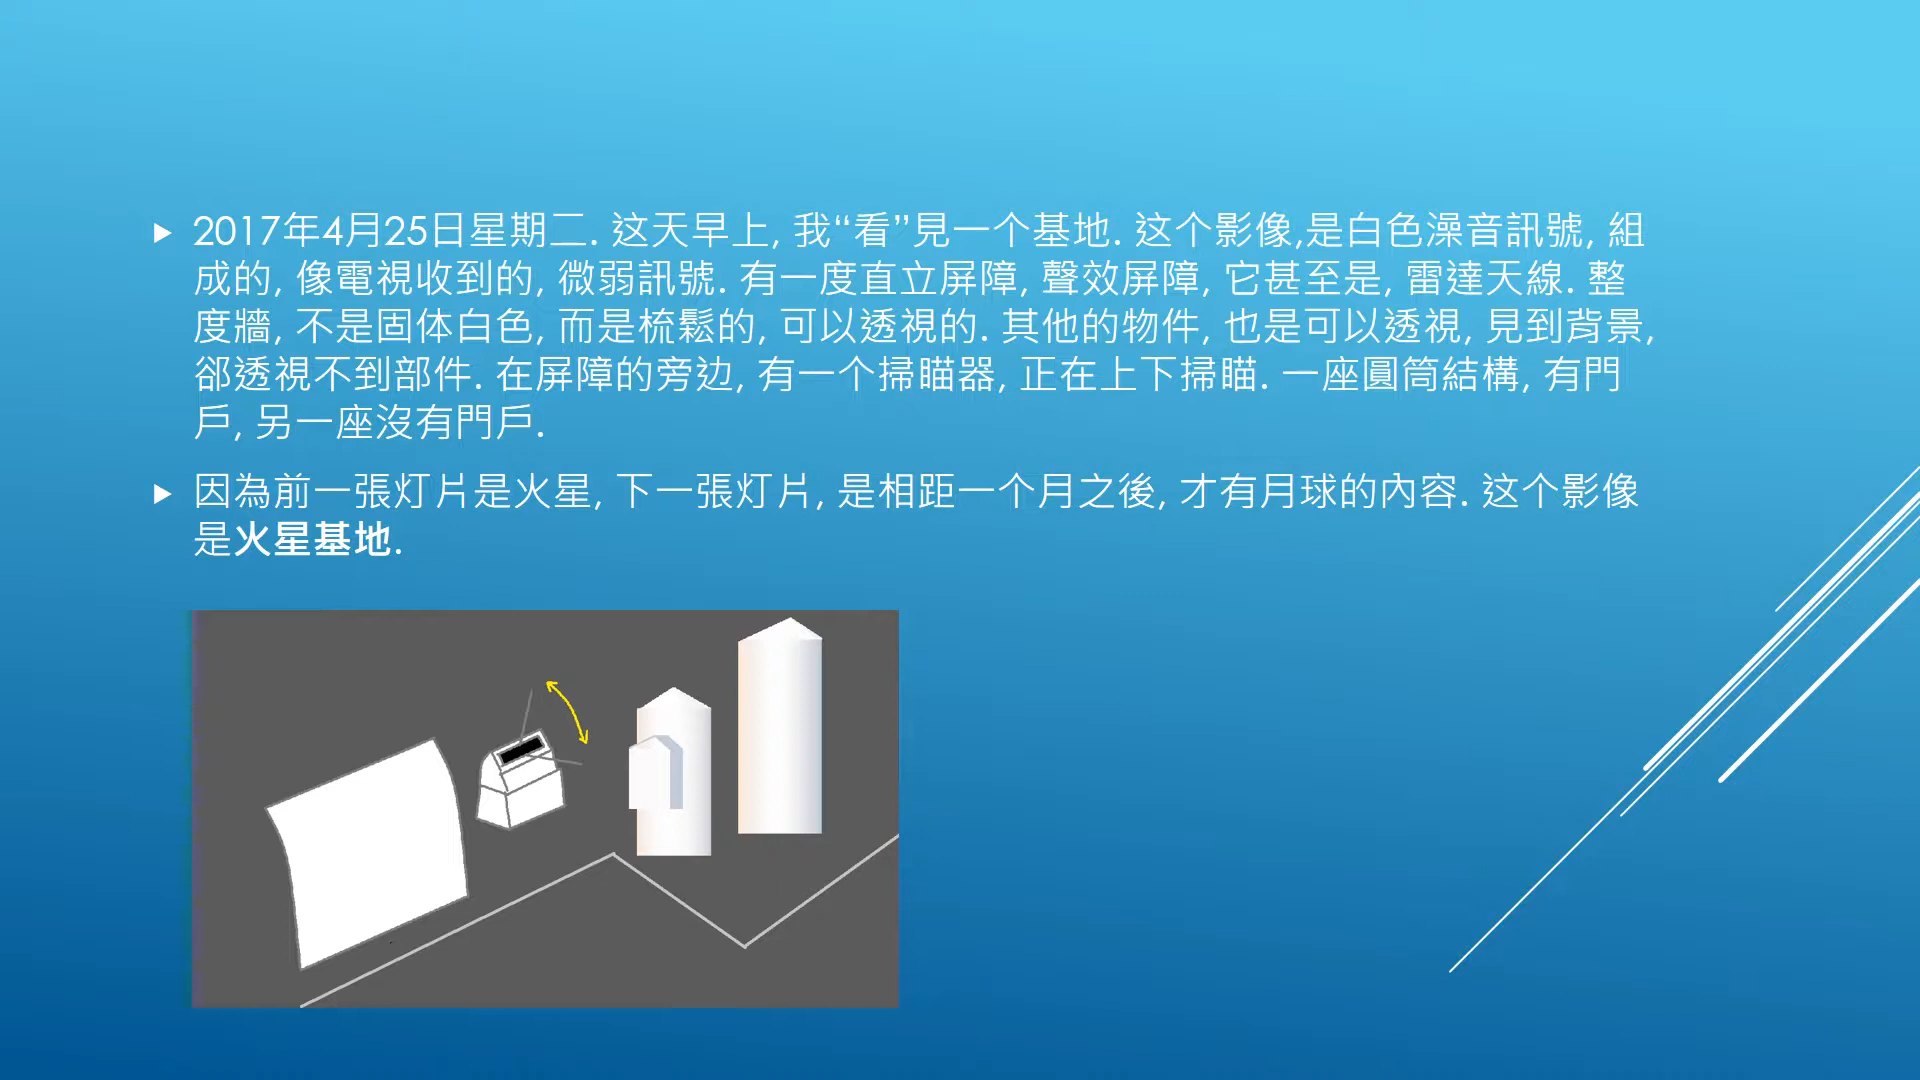 2017年4月25日星期二. 这天早上, 我“看”見一个基地. 这个影像,是白色澡音訊號, 組
成的, 像電視收到的, 微弱訊號. 有一度直立屏障, 聲效屏障, 它甚至是, 雷達天線. 整
度牆, 不是固体白色, 而是梳鬆的, 可以透視的. 其他的物件, 也是可以透視, 見到背景,
郤透視不到部件. 在屏障的旁边, 有一个掃瞄器, 正在上下掃瞄. 一座圓筒結構, 有門
戶, 另一座沒有門戶.
因為前一張灯片是火星, 下一張灯片, 是相距一个月之後, 才有月球的內容. 这个影像
是火星基地.